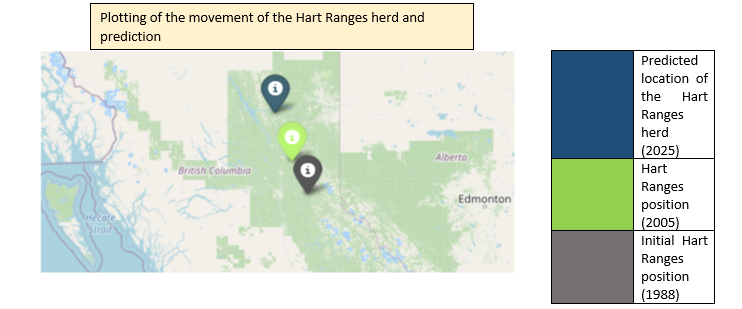 Plotting of the movement of the Hart Ranges herd and
prediction
British Columbia
Alberta
Edmonton
Hecate
Strait
i
i
i
Predicted
location of
the Hart
Ranges
herd
(2025)
Hart
Ranges
position
(2005)
Initial Hart
Ranges
position
(1988)